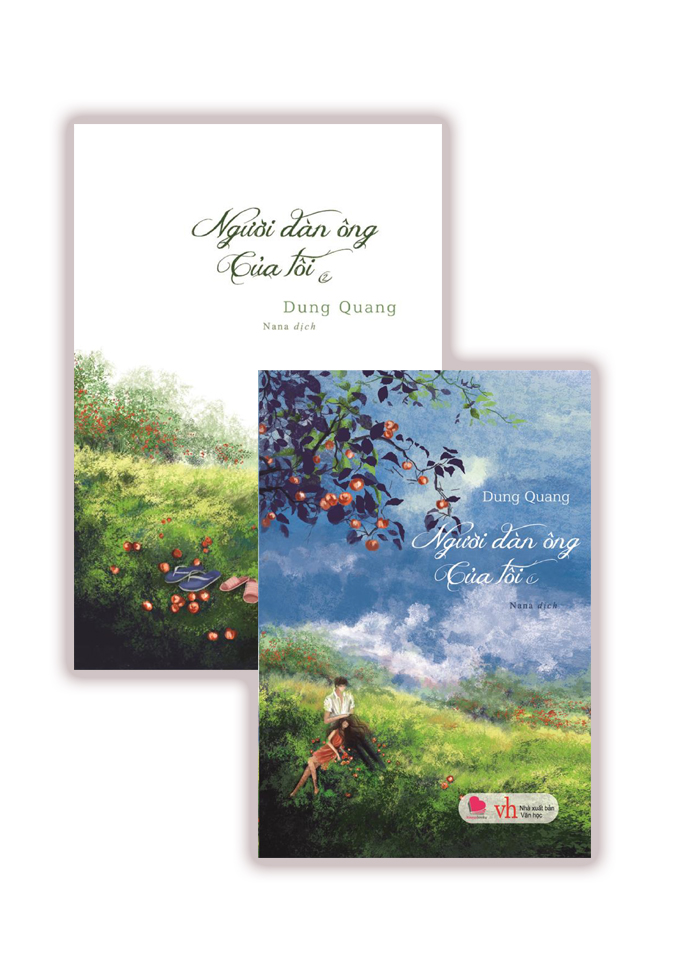 Người đàn ông
Của tôi
Dung Quang
Nana dịch
Dung Quang
Người đàn ông
Của tôi
Nana dịch
vh Nhà xuất bản
Văn học